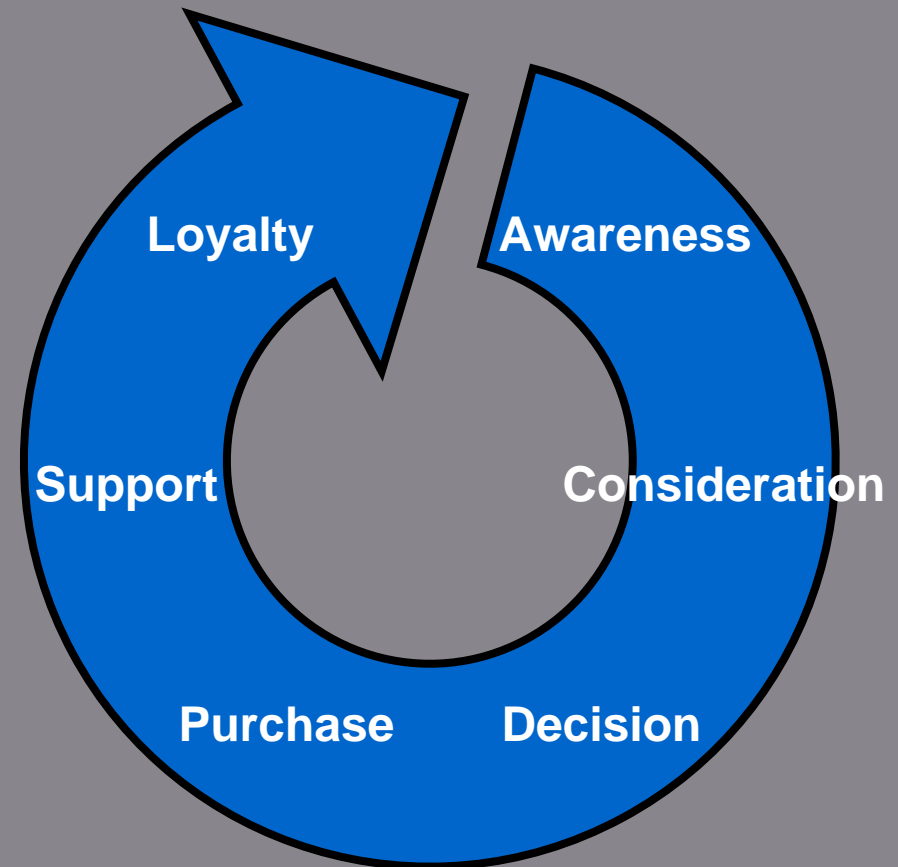 Loyalty
Awareness
Support
Consideration
Purchase
Decision